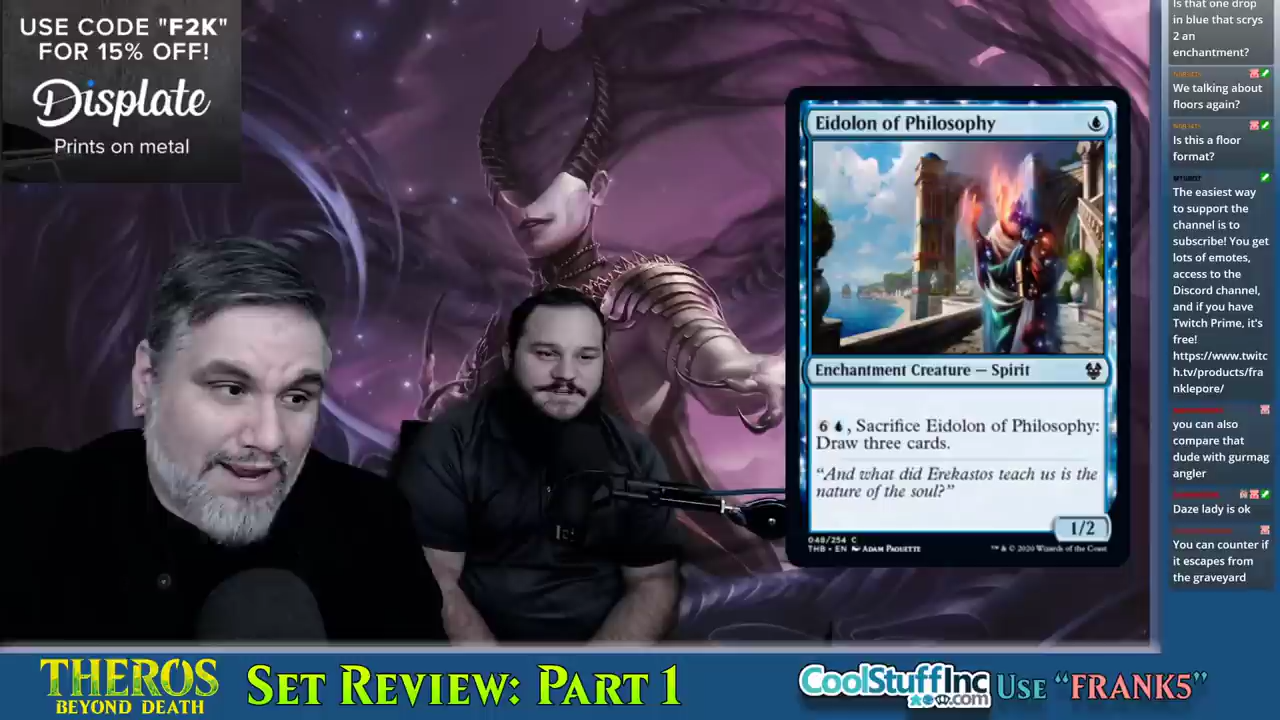 USE CODE "F2K"
FOR 15% OFF!
Displate
Prints on metal
Eidolon of Philosophy
Enchantment Creature — Spirit
6 , Sacrifice Eidolon of Philosophy:
Draw three cards.
“And what did Erekastos teach us is the
nature of the soul?”
1/2
048/254 C
THB • EN ADAM PAQUETTE
™ & © 2020 Wizards of the Coast
Is that one drop
in blue that scrys
2 an
enchantment?
We talking about
floors again?
Is this a floor
format?
The easiest way
to support the
channel is to
subscribe! You get
lots of emotes,
access to the
Discord channel,
and if you have
Twitch Prime, it's
free!
https://www.twitc
h.tv/products/fra
nklepore/
you can also
compare that
dude with gurmag
angler
Daze lady is ok
You can counter if
it escapes from
the graveyard
THEROS
BEYOND DEATH
SET REVIEW: PART 1
CoolStuffInc
.com
USE “FRANK5”